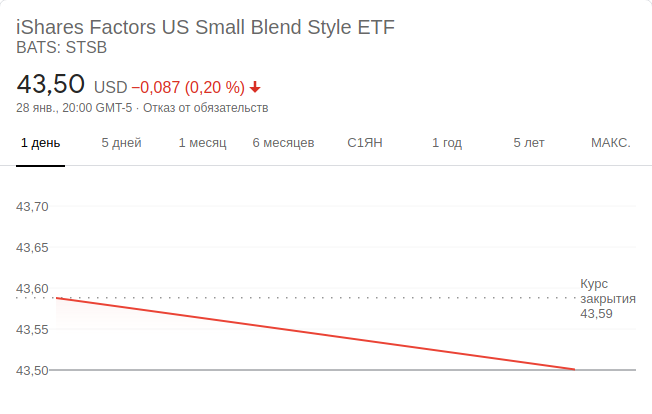 iShares Factors US Small Blend Style ETF
BATS: STSB
43,50 USD −0,087 (0,20 %)
28 янв., 20:00 GMT-5 · Отказ от обязательств
1 день 5 дней 1 месяц 6 месяцев С1ЯН 1 год 5 лет МАКС.
43,70
43,65
43,60
Курс
закрытия
43,59
43,55
43,50